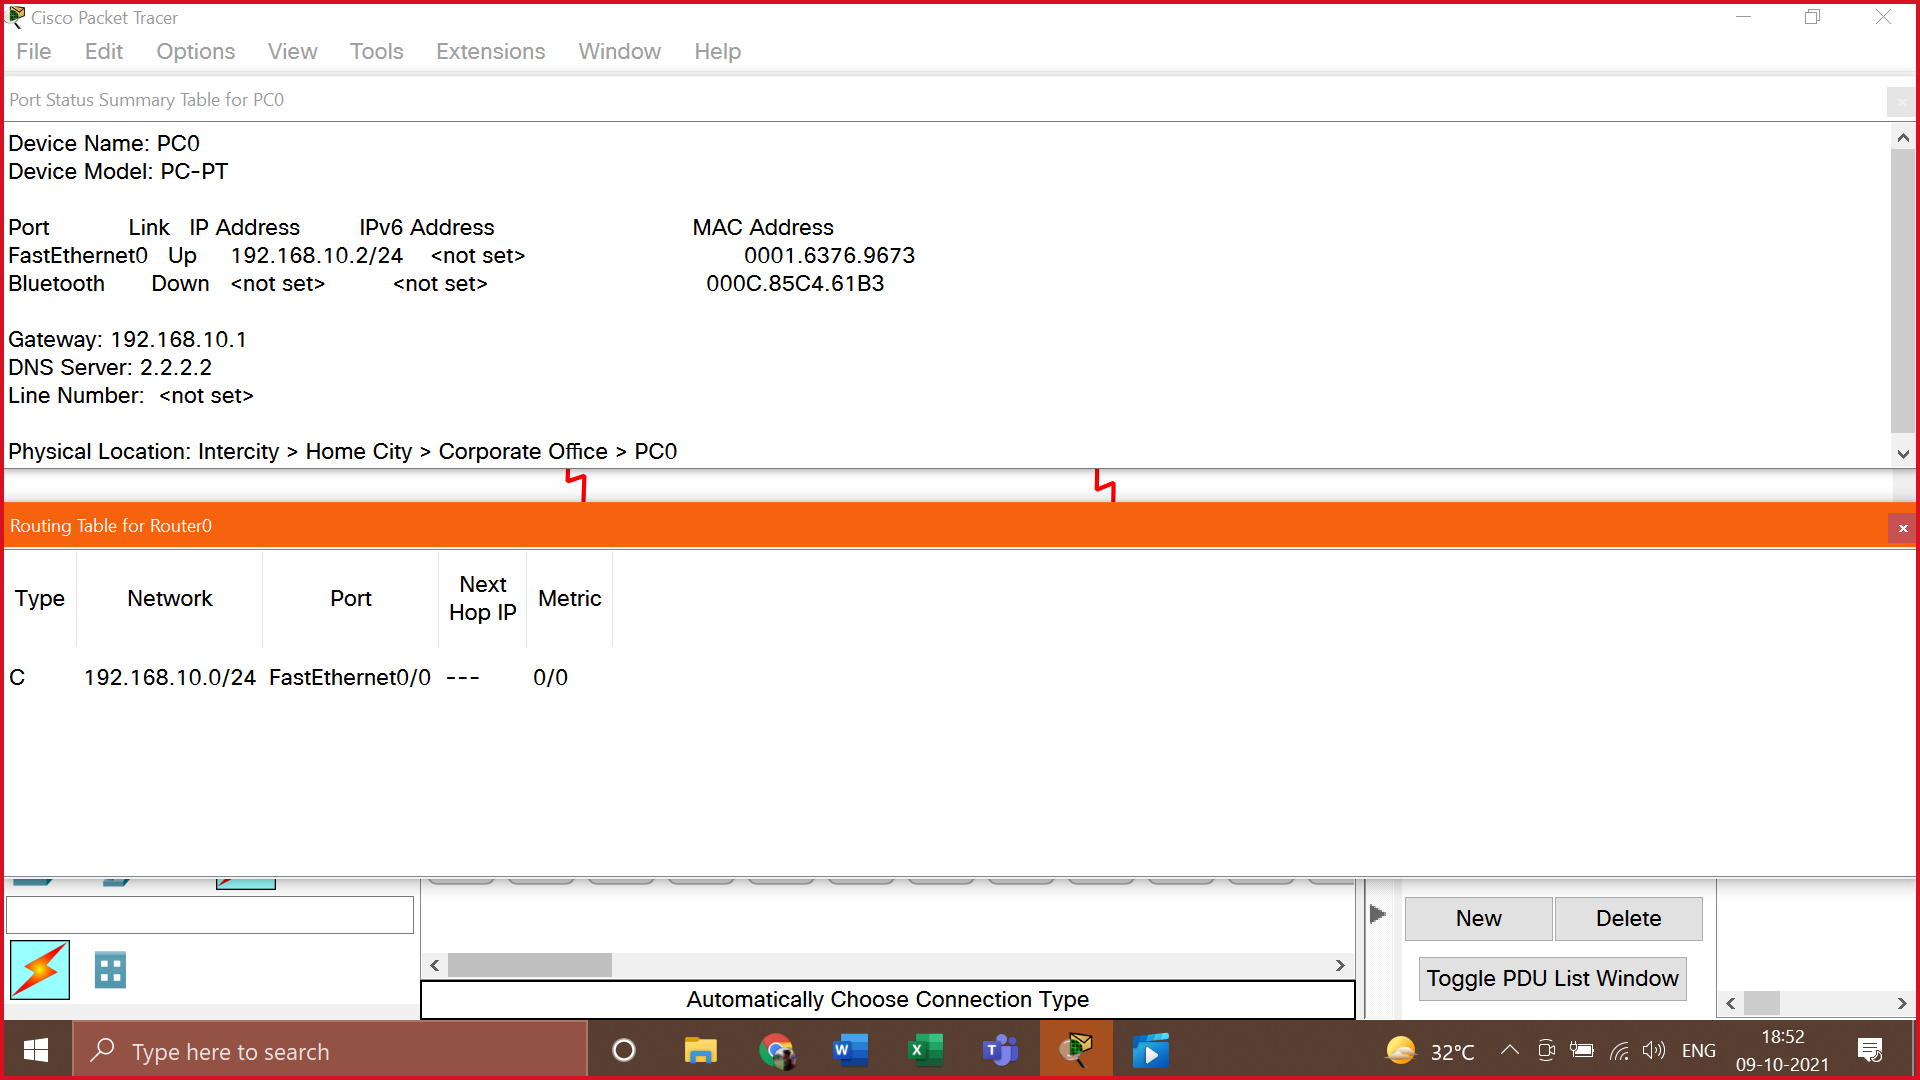 Cisco Packet Tracer
File Edit Options View Tools Extensions Window Help
Port Status Summary Table for PC0
Device Name: PC0
Device Model: PC-PT
Port Link IP Address IPv6 Address MAC Address
FastEthernet0 Up 192.168.10.2/24 <not set> 0001.6376.9673
Bluetooth Down <not set> <not set> 000C.85C4.61B3
Gateway: 192.168.10.1
DNS Server: 2.2.2.2
Line Number: <not set>
Physical Location: Intercity > Home City > Corporate Office > PC0
Routing Table for Router0
Type Network Port Next Hop IP Metric
C 192.168.10.0/24 FastEthernet0/0 --- 0/0
New Delete
Toggle PDU List Window
Automatically Choose Connection Type
Type here to search
32°C
ENG
18:52
09-10-2021